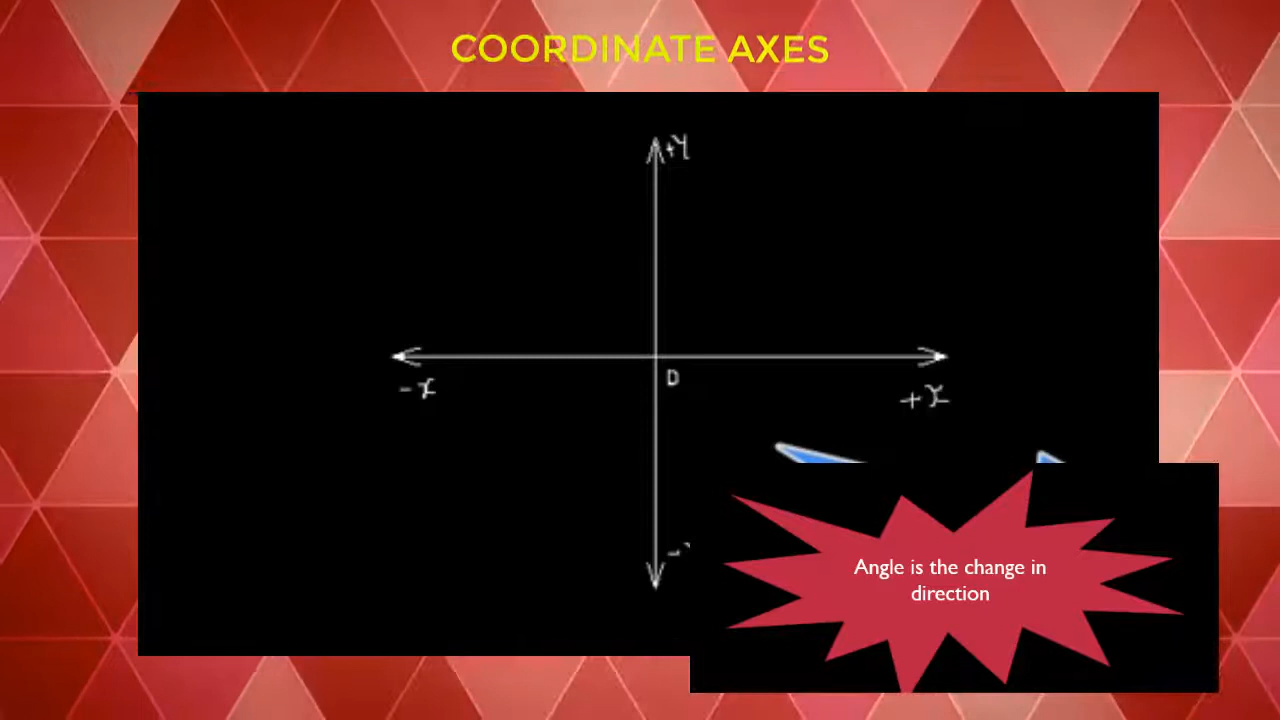 COORDINATE AXES
+Y
D
-x
+X
Angle is the change in
direction